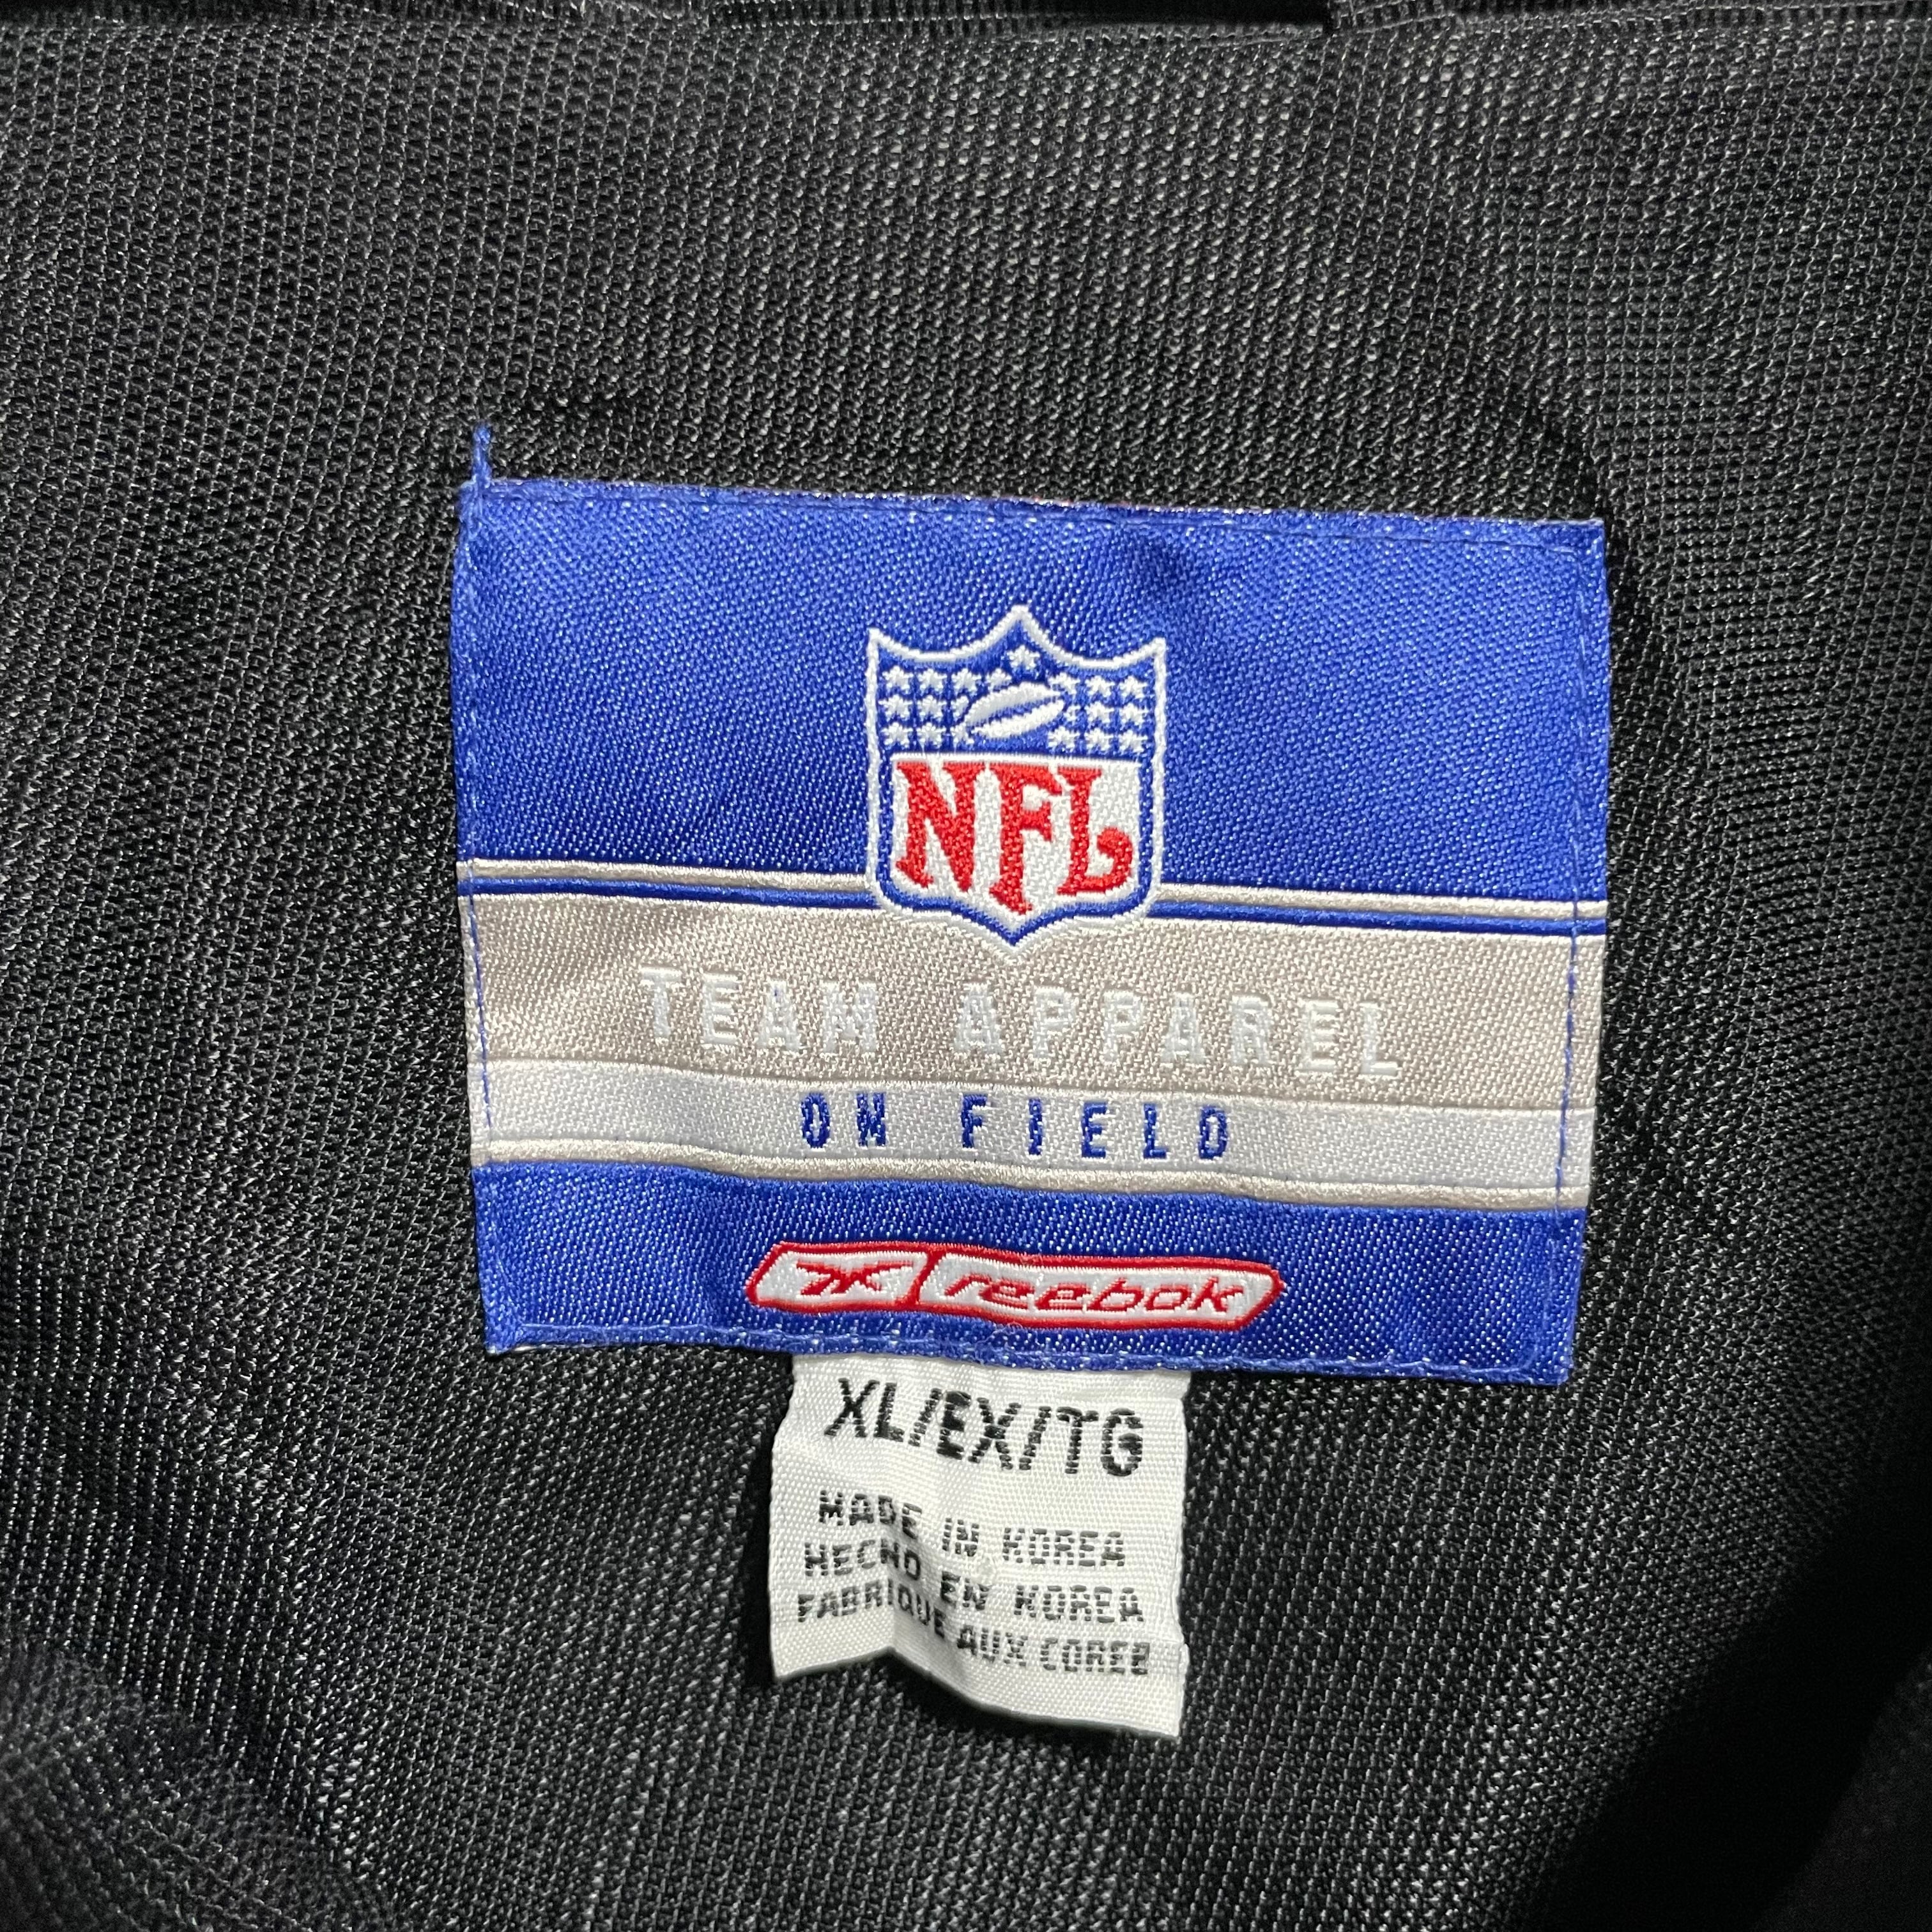 NFL
TEAM APPAREL
ON FIELD
reebok
XL/EX/TG
MADE IN KOREA
HECHO EN KOREA
FABRIQUE AUX COREE